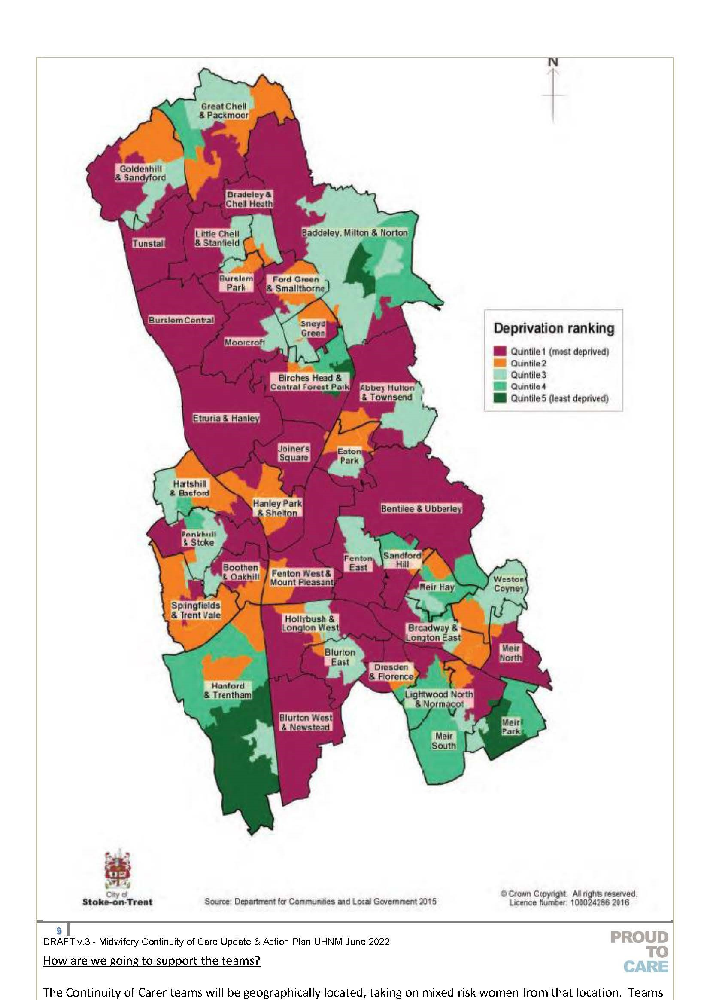 N
Great Chell
& Packmoor
Goldenhill
& Sandyford
Bradeley &
Chell Heath
Little Chell
& Stanfield
Tunstall
Baddeley, Milton & Norton
Burslem
Park
Ford Green
& Smallthorne
Burslem Central
Sneyd
Green
Moorcroft
Deprivation ranking
Quintile 1 (most deprived)
Quintile 2
Quintile 3
Quintile 4
Quintile 5 (least deprived)
Birches Head &
Central Forest Park
Abbey Hulton
& Townsend
Etruria & Hanley
Joiner's
Square
Eaton
Park
Hartshill
& Basford
Hanley Park
& Shelton
Bentilee & Ubberley
Penkhull
& Stoke
Fenton
East
Sandford
Hill
Boothen
& Oakhill
Fenton West &
Mount Pleasant
Meir Hay
Weston
Coyney
Springfields
& Trent Vale
Hollybush &
Longton West
Broadway &
Longton East
Blurton
East
Meir
North
Dresden
& Florence
Hanford
& Trentham
Lightwood North
& Normacot
Blurton West
& Newstead
Meir
South
Meir
Park
City of
Stoke-on-Trent
Source: Department for Communities and Local Government 2015
© Crown Copyright. All rights reserved.
Licence Number: 100024286 2016
9
DRAFT v.3 - Midwifery Continuity of Care Update & Action Plan UHNM June 2022
PROUD
TO
CARE
How are we going to support the teams?
The Continuity of Carer teams will be geographically located, taking on mixed risk women from that location. Teams